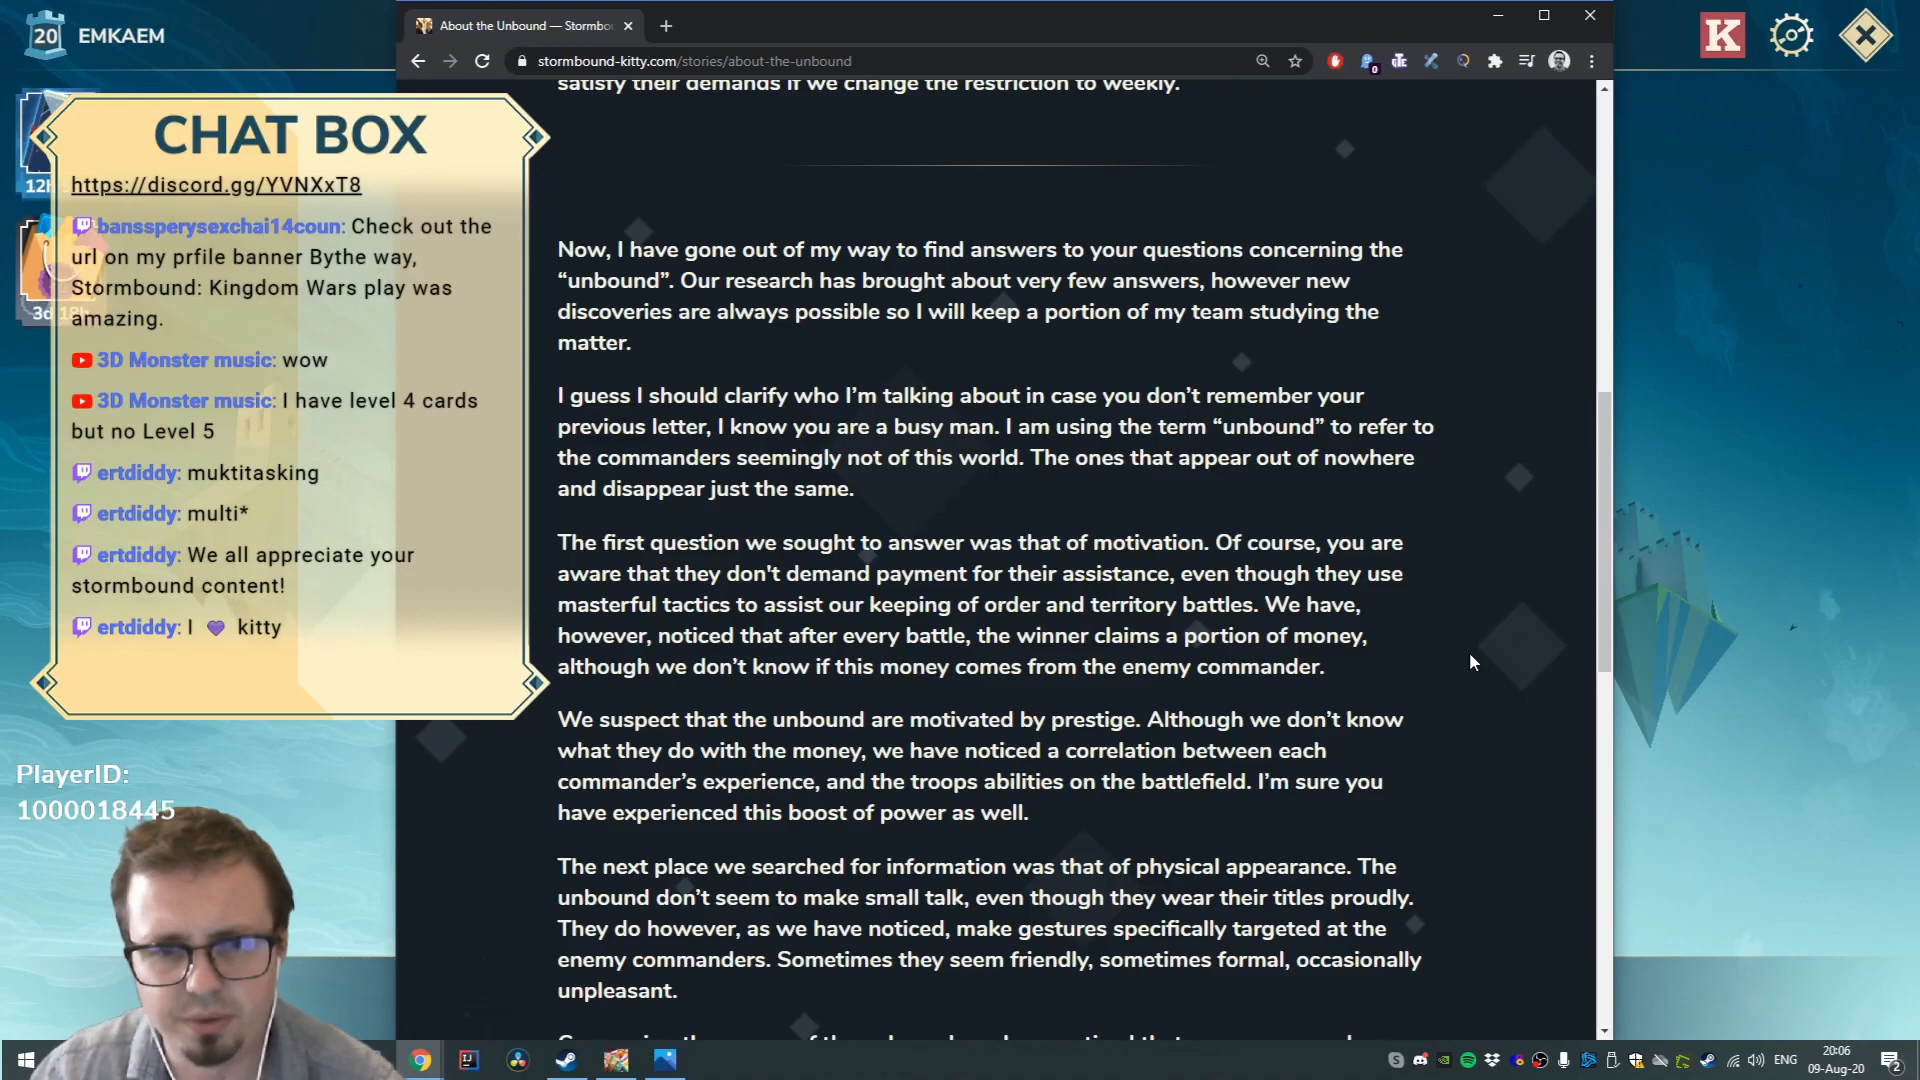 20
EMKAEM
About the Unbound — Stormbo
stormbound-kitty.com/stories/about-the-unbound
0
K
satisfy their demands if we change the restriction to weekly.
CHAT BOX
https://discord.gg/YVNXxT8
banssperysexchai14coun: Check out the
url on my prfile banner Bythe way,
Stormbound: Kingdom Wars play was
amazing.
3D Monster music: wow
3D Monster music: I have level 4 cards
but no Level 5
ertdiddy: muktitasking
ertdiddy: multi*
ertdiddy: We all appreciate your
stormbound content!
ertdiddy: I 💜 kitty
12h
3d 18h
Now, I have gone out of my way to find answers to your questions concerning the
“unbound”. Our research has brought about very few answers, however new
discoveries are always possible so I will keep a portion of my team studying the
matter.
I guess I should clarify who I’m talking about in case you don’t remember your
previous letter, I know you are a busy man. I am using the term “unbound” to refer to
the commanders seemingly not of this world. The ones that appear out of nowhere
and disappear just the same.
The first question we sought to answer was that of motivation. Of course, you are
aware that they don't demand payment for their assistance, even though they use
masterful tactics to assist our keeping of order and territory battles. We have,
however, noticed that after every battle, the winner claims a portion of money,
although we don’t know if this money comes from the enemy commander.
We suspect that the unbound are motivated by prestige. Although we don’t know
what they do with the money, we have noticed a correlation between each
commander’s experience, and the troops abilities on the battlefield. I’m sure you
have experienced this boost of power as well.
The next place we searched for information was that of physical appearance. The
unbound don’t seem to make small talk, even though they wear their titles proudly.
They do however, as we have noticed, make gestures specifically targeted at the
enemy commanders. Sometimes they seem friendly, sometimes formal, occasionally
unpleasant.
PlayerID:
1000018445
ENG
20:06
09-Aug-20
2